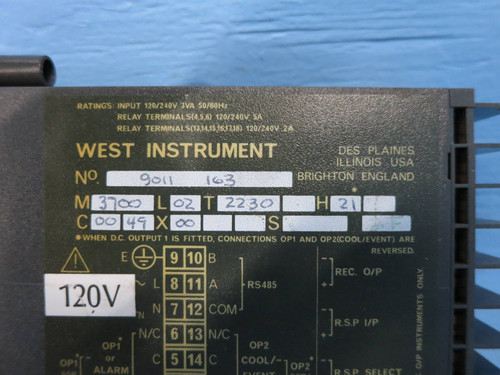 RATINGS: INPUT 120/240V 3VA 50/60Hz
RELAY TERMINALS(4,5,6) 120/240V 5A
RELAY TERMINALS(13,14,15,16,17,18) 120/240V 2A
WEST INSTRUMENT
DES PLAINES
ILLINOIS USA
BRIGHTON ENGLAND
No. 9011 163
M 3700 L 02 T 2230 H 21
C 00 49 X 00 S
*WHEN D.C. OUTPUT 1 IS FITTED, CONNECTIONS OP1 AND OP2(COOL/EVENT) ARE
REVERSED.
E 9 10 B
120V
L 8 11 A
RS485
REC. O/P
N 7 12 COM
R.S.P I/P
N/C 6 13 N/C
OP1*
OR
ALARM
C 5 14 C
OP2*
COOL/
EVENT
R.S.P SELECT
O/P INSTRUMENTS ONLY.